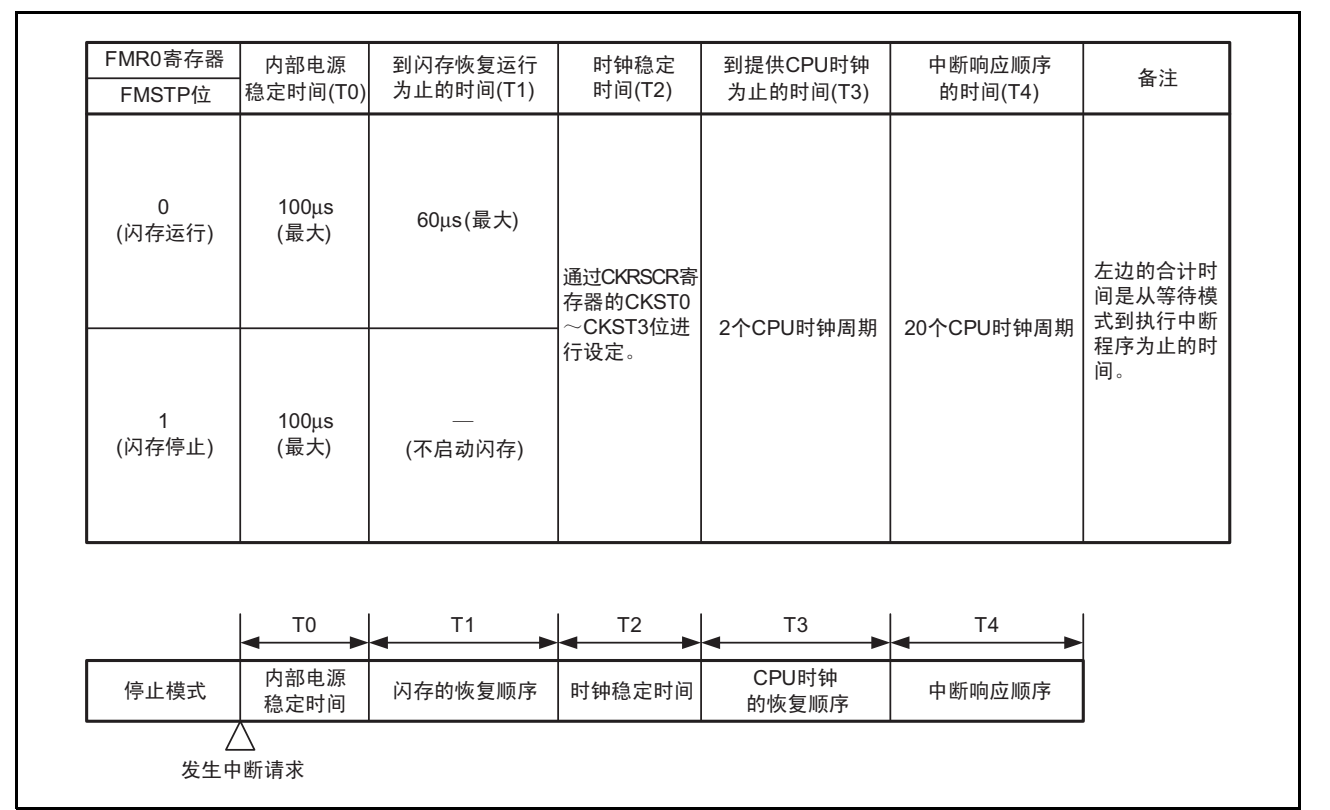 FMR0寄存器
FMSTP位
内部电源
稳定时间(T0)
到闪存恢复运行
为止的时间(T1)
时钟稳定
时间(T2)
到提供CPU时钟
为止的时间(T3)
中断响应顺序
的时间(T4)
备注
0
(闪存运行)
100μs
(最大)
60μs(最大)
通过CKRSCR寄
存器的CKST0
～CKST3位进
行设定。
2个CPU时钟周期
20个CPU时钟周期
左边的合计时
间是从等待模
式到执行中断
程序为止的时
间。
1
(闪存停止)
100μs
(最大)
—
(不启动闪存)
T0
T1
T2
T3
T4
停止模式
内部电源
稳定时间
闪存的恢复顺序
时钟稳定时间
CPU时钟
的恢复顺序
中断响应顺序
发生中断请求